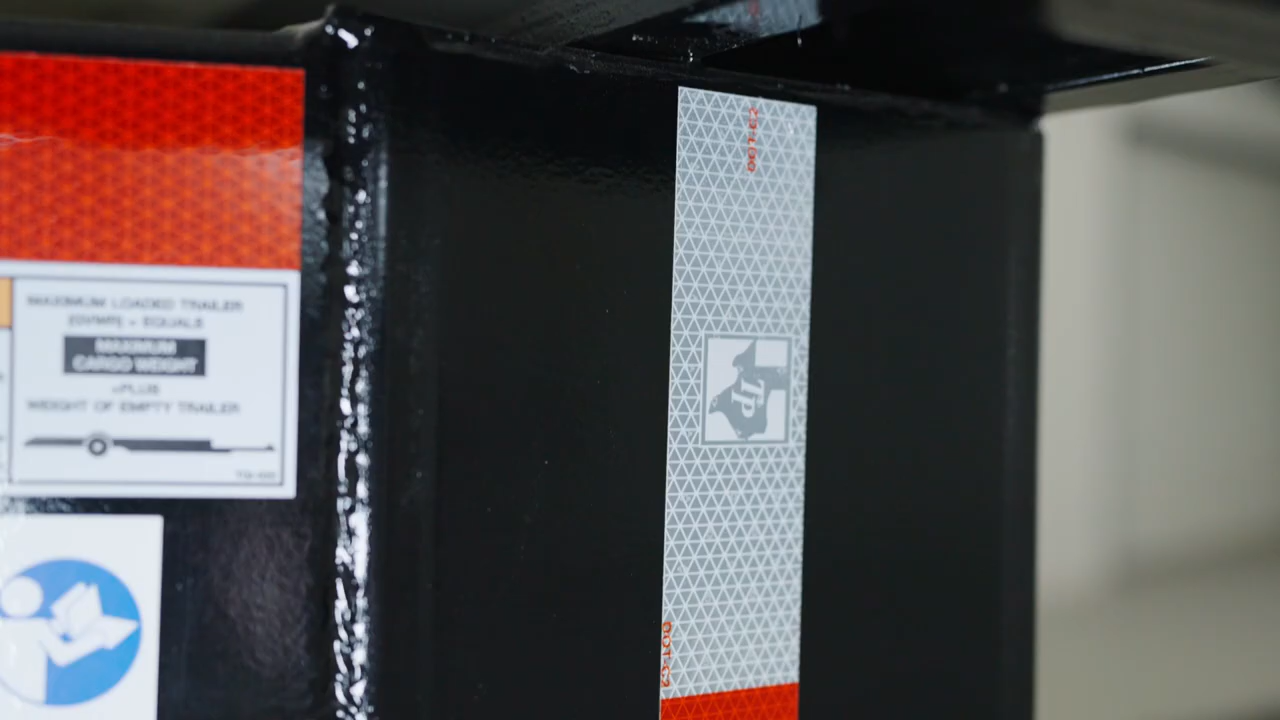 MAXIMUM LOADED TRAILER
(GVWR) = EQUALS
MAXIMUM
CARGO WEIGHT
+PLUS
WEIGHT OF EMPTY TRAILER
DOT-C2
DOT-C2